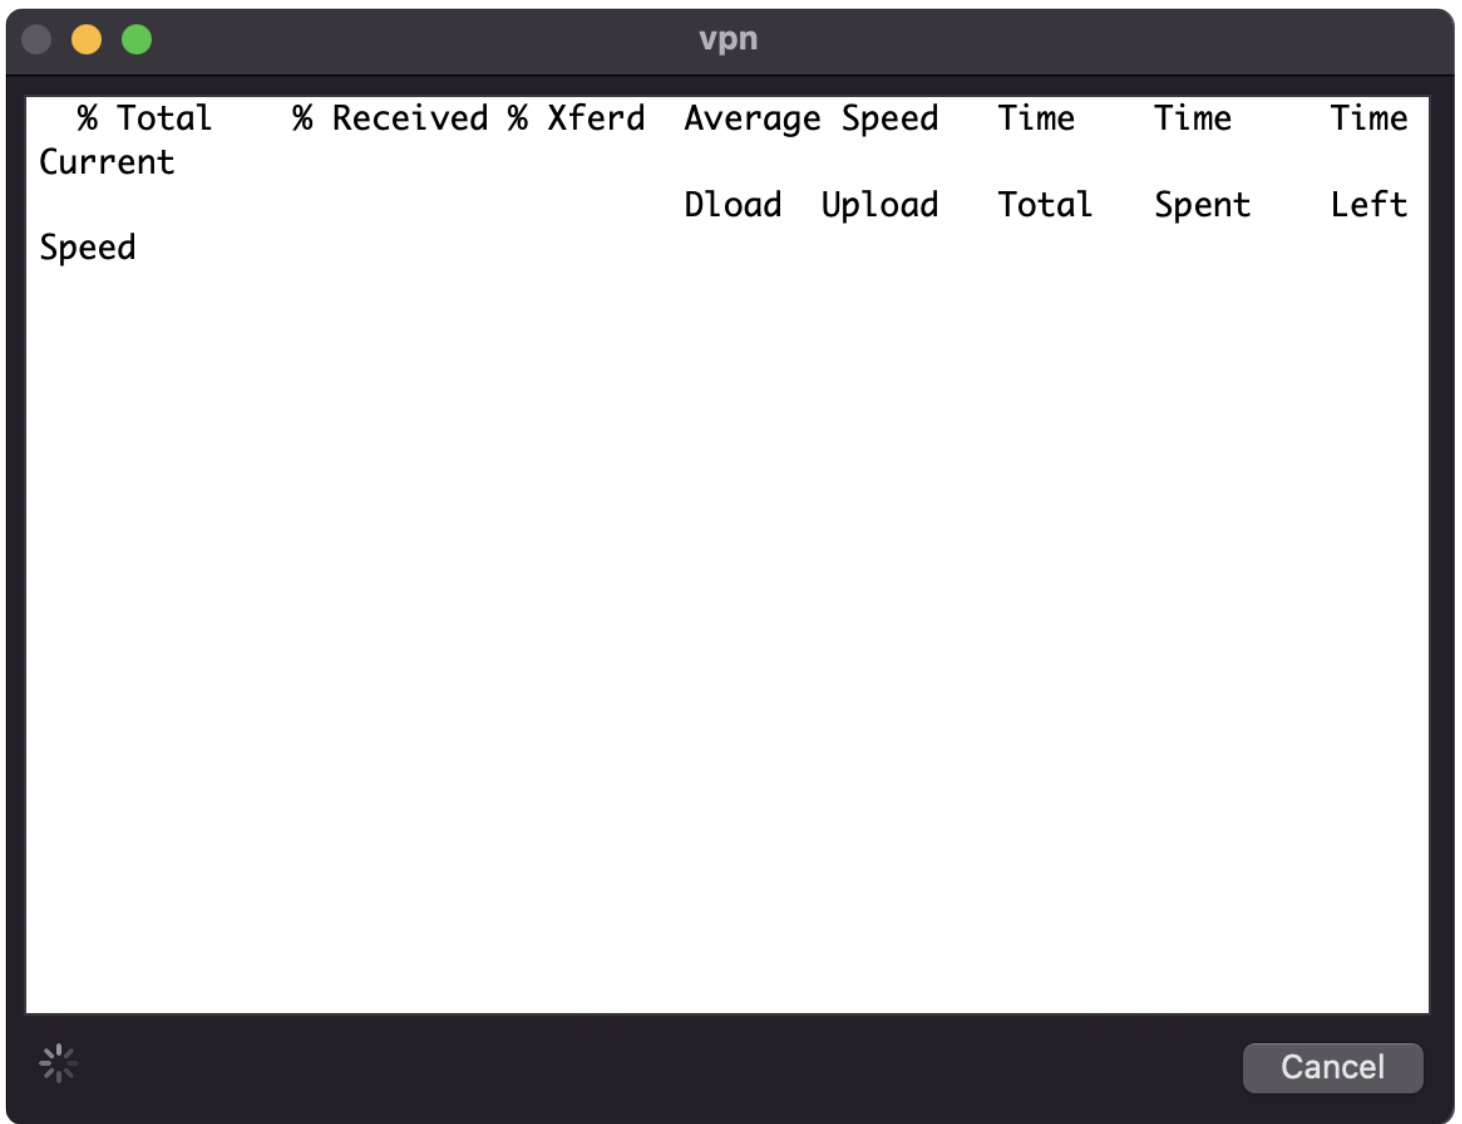 vpn
% Total    % Received % Xferd  Average Speed   Time    Time     Time
Current
Dload  Upload   Total   Spent    Left
Speed
Cancel